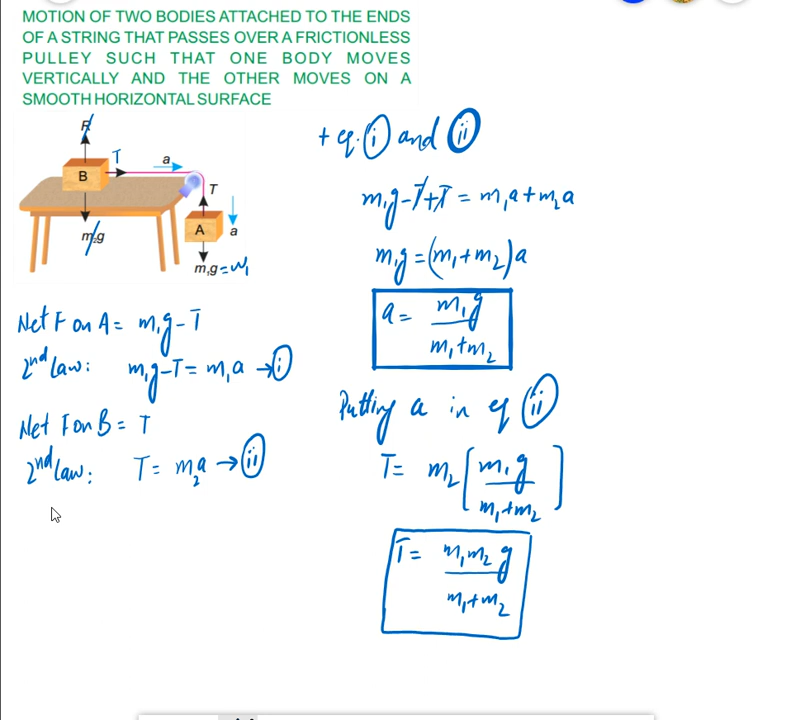 MOTION OF TWO BODIES ATTACHED TO THE ENDS
OF A STRING THAT PASSES OVER A FRICTIONLESS
PULLEY SUCH THAT ONE BODY MOVES
VERTICALLY AND THE OTHER MOVES ON A
SMOOTH HORIZONTAL SURFACE
R
T
a
B
T
A
a
m₂g
m₁g = w₁
Net F on A = m₁g - T
2nd law: m₁g - T = m₁a → (i)
Net F on B = T
2nd law: T = m₂a → (ii)
+ eq. (i) and (ii)
m₁g - T + T = m₁a + m₂a
m₁g = (m₁ + m₂) a
a = m₁g
m₁ + m₂
Putting a in eq (ii)
T = m₂ [ m₁g
m₁ + m₂ ]
T = m₁m₂ g
m₁ + m₂